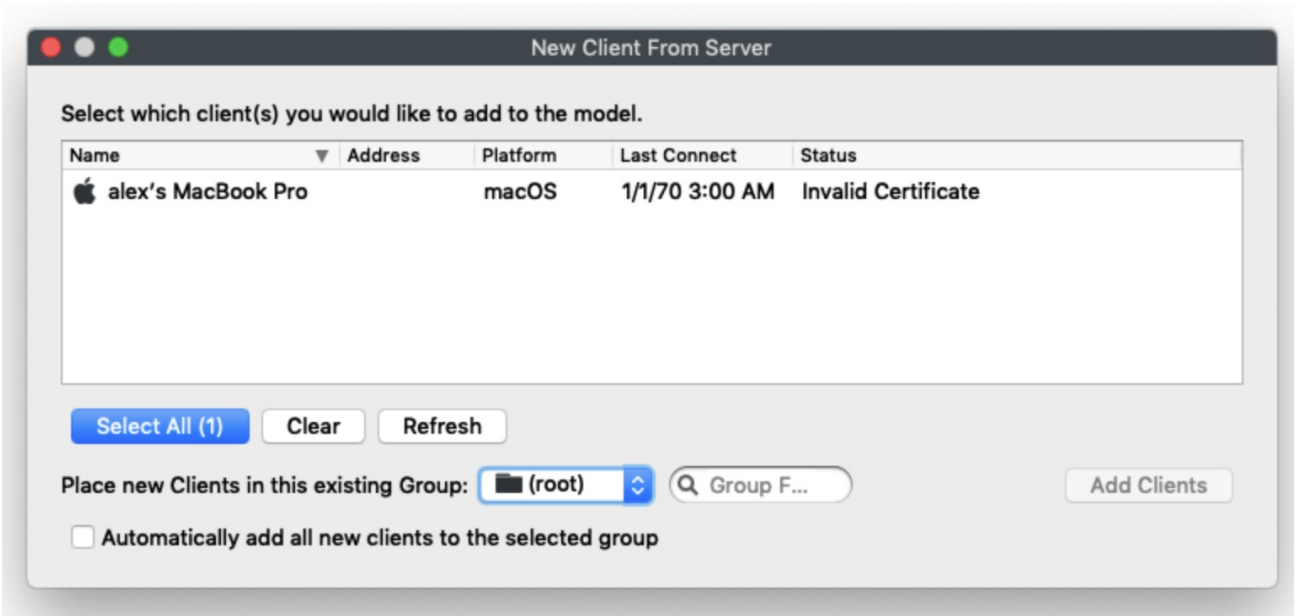 New Client From Server
Select which client(s) you would like to add to the model.
Name Address Platform Last Connect Status
alex's MacBook Pro macOS 1/1/70 3:00 AM Invalid Certificate
Select All (1) Clear Refresh
Place new Clients in this existing Group: (root) Group F... Add Clients
Automatically add all new clients to the selected group